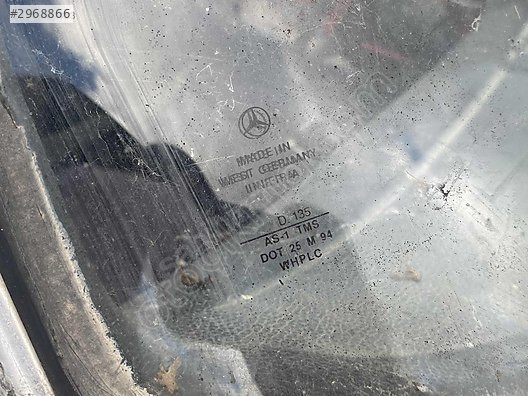 #2968866
MADE IN
WEST GERMANY
D. 135
AS-1 TMS
DOT 25 M 94
WHPLC